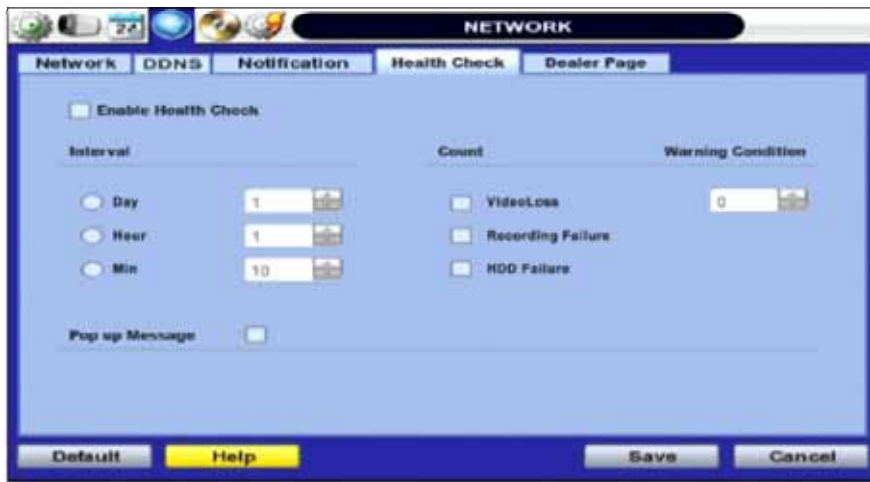 24
NETWORK
Network DDNS Notification Health Check Dealer Page
Enable Health Check
Interval Count Warning Condition
Day 1 VideoLoss 0
Hour 1 Recording Failure
Min 10 HDD Failure
Pop up Message
Default Help Save Cancel